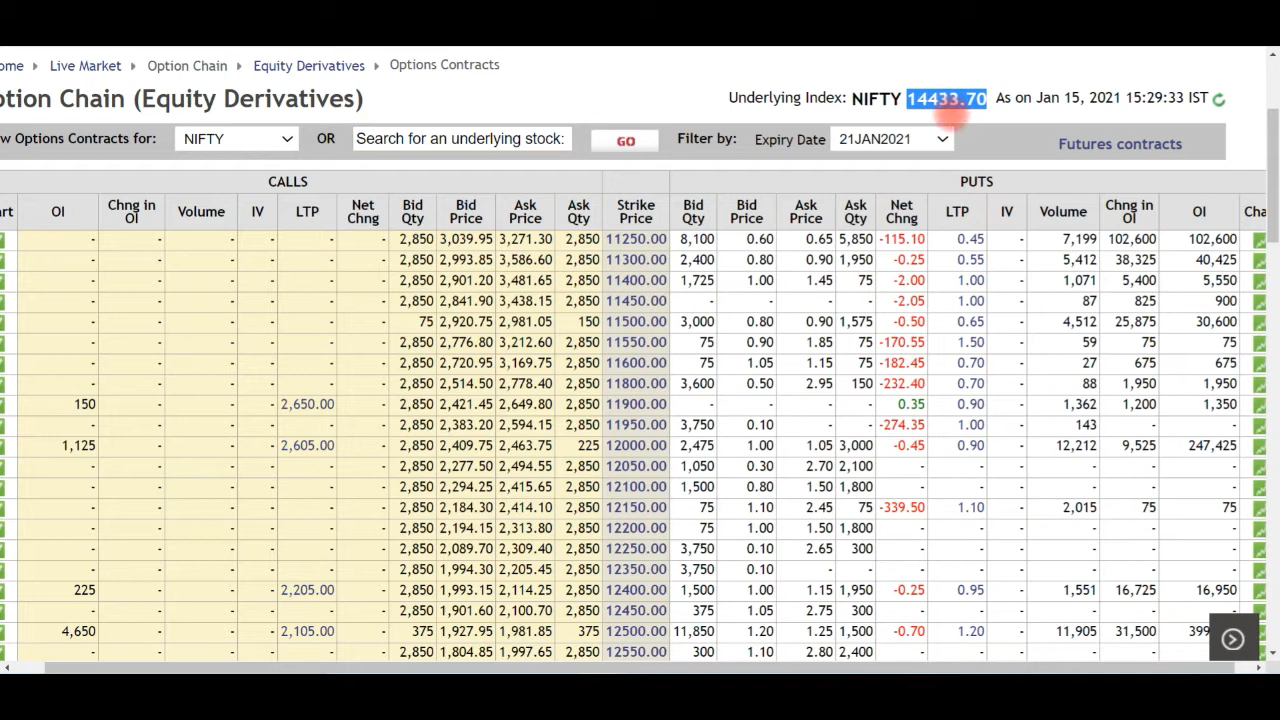 ome Live Market Option Chain Equity Derivatives Options Contracts
ption Chain (Equity Derivatives)
Underlying Index: NIFTY 14433.70 As on Jan 15, 2021 15:29:33 IST
w Options Contracts for: NIFTY OR Search for an underlying stock: GO Filter by: Expiry Date 21JAN2021 Futures contracts
CALLS PUTS
art OI Chng in OI Volume IV LTP Net Chng Bid Qty Bid Price Ask Price Ask Qty Strike Price Bid Qty Bid Price Ask Price Ask Qty Net Chng LTP IV Volume Chng in OI OI Cha
- - - - - - 2,850 3,039.95 3,271.30 2,850 11250.00 8,100 0.60 0.65 5,850 -115.10 0.45 - 7,199 102,600 102,600
- - - - - - 2,850 2,993.85 3,586.60 2,850 11300.00 2,400 0.80 0.90 1,950 -0.25 0.55 - 5,412 38,325 40,425
- - - - - - 2,850 2,901.20 3,481.65 2,850 11400.00 1,725 1.00 1.45 75 -2.00 1.00 - 1,071 5,400 5,550
- - - - - - 2,850 2,841.90 3,438.15 2,850 11450.00 - - - - -2.05 1.00 - 87 825 900
- - - - - - 75 2,920.75 2,981.05 150 11500.00 3,000 0.80 0.90 1,575 -0.50 0.65 - 4,512 25,875 30,600
- - - - - - 2,850 2,776.80 3,212.60 2,850 11550.00 75 0.90 1.85 75 -170.55 1.50 - 59 75 75
- - - - - - 2,850 2,720.95 3,169.75 2,850 11600.00 75 1.05 1.15 75 -182.45 0.70 - 27 675 675
- - - - - - 2,850 2,514.50 2,778.40 2,850 11800.00 3,600 0.50 2.95 150 -232.40 0.70 - 88 1,950 1,950
150 - - - 2,650.00 - 2,850 2,421.45 2,649.80 2,850 11900.00 - - - - 0.35 0.90 - 1,362 1,200 1,350
- - - - - - 2,850 2,383.20 2,594.15 2,850 11950.00 3,750 0.10 - - -274.35 1.00 - 143 - -
1,125 - - - 2,605.00 - 2,850 2,409.75 2,463.75 225 12000.00 2,475 1.00 1.05 3,000 -0.45 0.90 - 12,212 9,525 247,425
- - - - - - 2,850 2,277.50 2,494.55 2,850 12050.00 1,050 0.30 2.70 2,100 - - - - - -
- - - - - - 2,850 2,294.25 2,415.65 2,850 12100.00 1,500 0.80 1.50 1,800 - - - - - -
- - - - - - 2,850 2,184.30 2,414.10 2,850 12150.00 75 1.10 2.45 75 -339.50 1.10 - 2,015 75 75
- - - - - - 2,850 2,194.15 2,313.80 2,850 12200.00 75 1.00 1.50 1,800 - - - - - -
- - - - - - 2,850 2,089.70 2,309.40 2,850 12250.00 3,750 0.10 2.65 300 - - - - - -
- - - - - - 2,850 1,994.30 2,205.45 2,850 12350.00 3,750 0.10 - - - - - - - -
225 - - - 2,205.00 - 2,850 1,993.15 2,114.25 2,850 12400.00 1,500 1.00 1.15 1,950 -0.25 0.95 - 1,551 16,725 16,950
- - - - - - 2,850 1,901.60 2,100.70 2,850 12450.00 375 1.05 2.75 300 - - - - - -
4,650 - - - 2,105.00 - 375 1,927.95 1,981.85 375 12500.00 11,850 1.20 1.25 1,500 -0.70 1.20 - 11,905 31,500 399
- - - - - - 2,850 1,804.85 1,997.65 2,850 12550.00 300 1.10 2.80 2,400 - - - - -